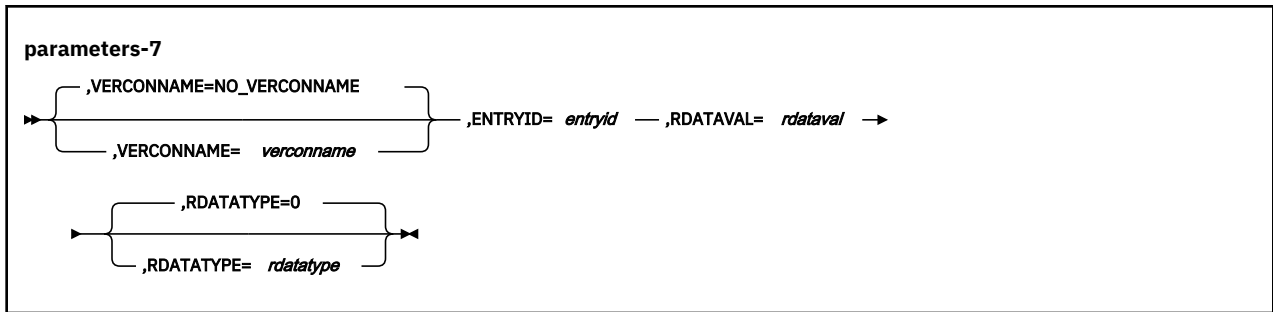 parameters-7
,VERCONNAME=NO_VERCONNAME
,ENTRYID= entryid ,RDATAVAL= rdataval
,VERCONNAME= verconname
,RDATATYPE=0
,RDATATYPE= rdatatype